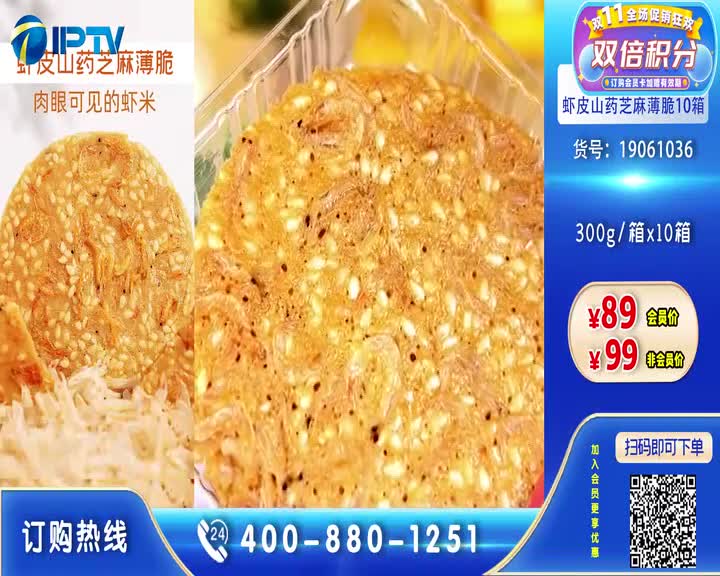 IPTV
虾皮山药芝麻薄脆
肉眼可见的虾米
双11全场促销狂欢
双倍积分
订购会员卡加赠有效期
虾皮山药芝麻薄脆10箱
货号：19061036
300g/箱x10箱
¥89 会员价
¥99 非会员价
加入会员更享优惠
扫码即可下单
订购热线
24
400-880-1251